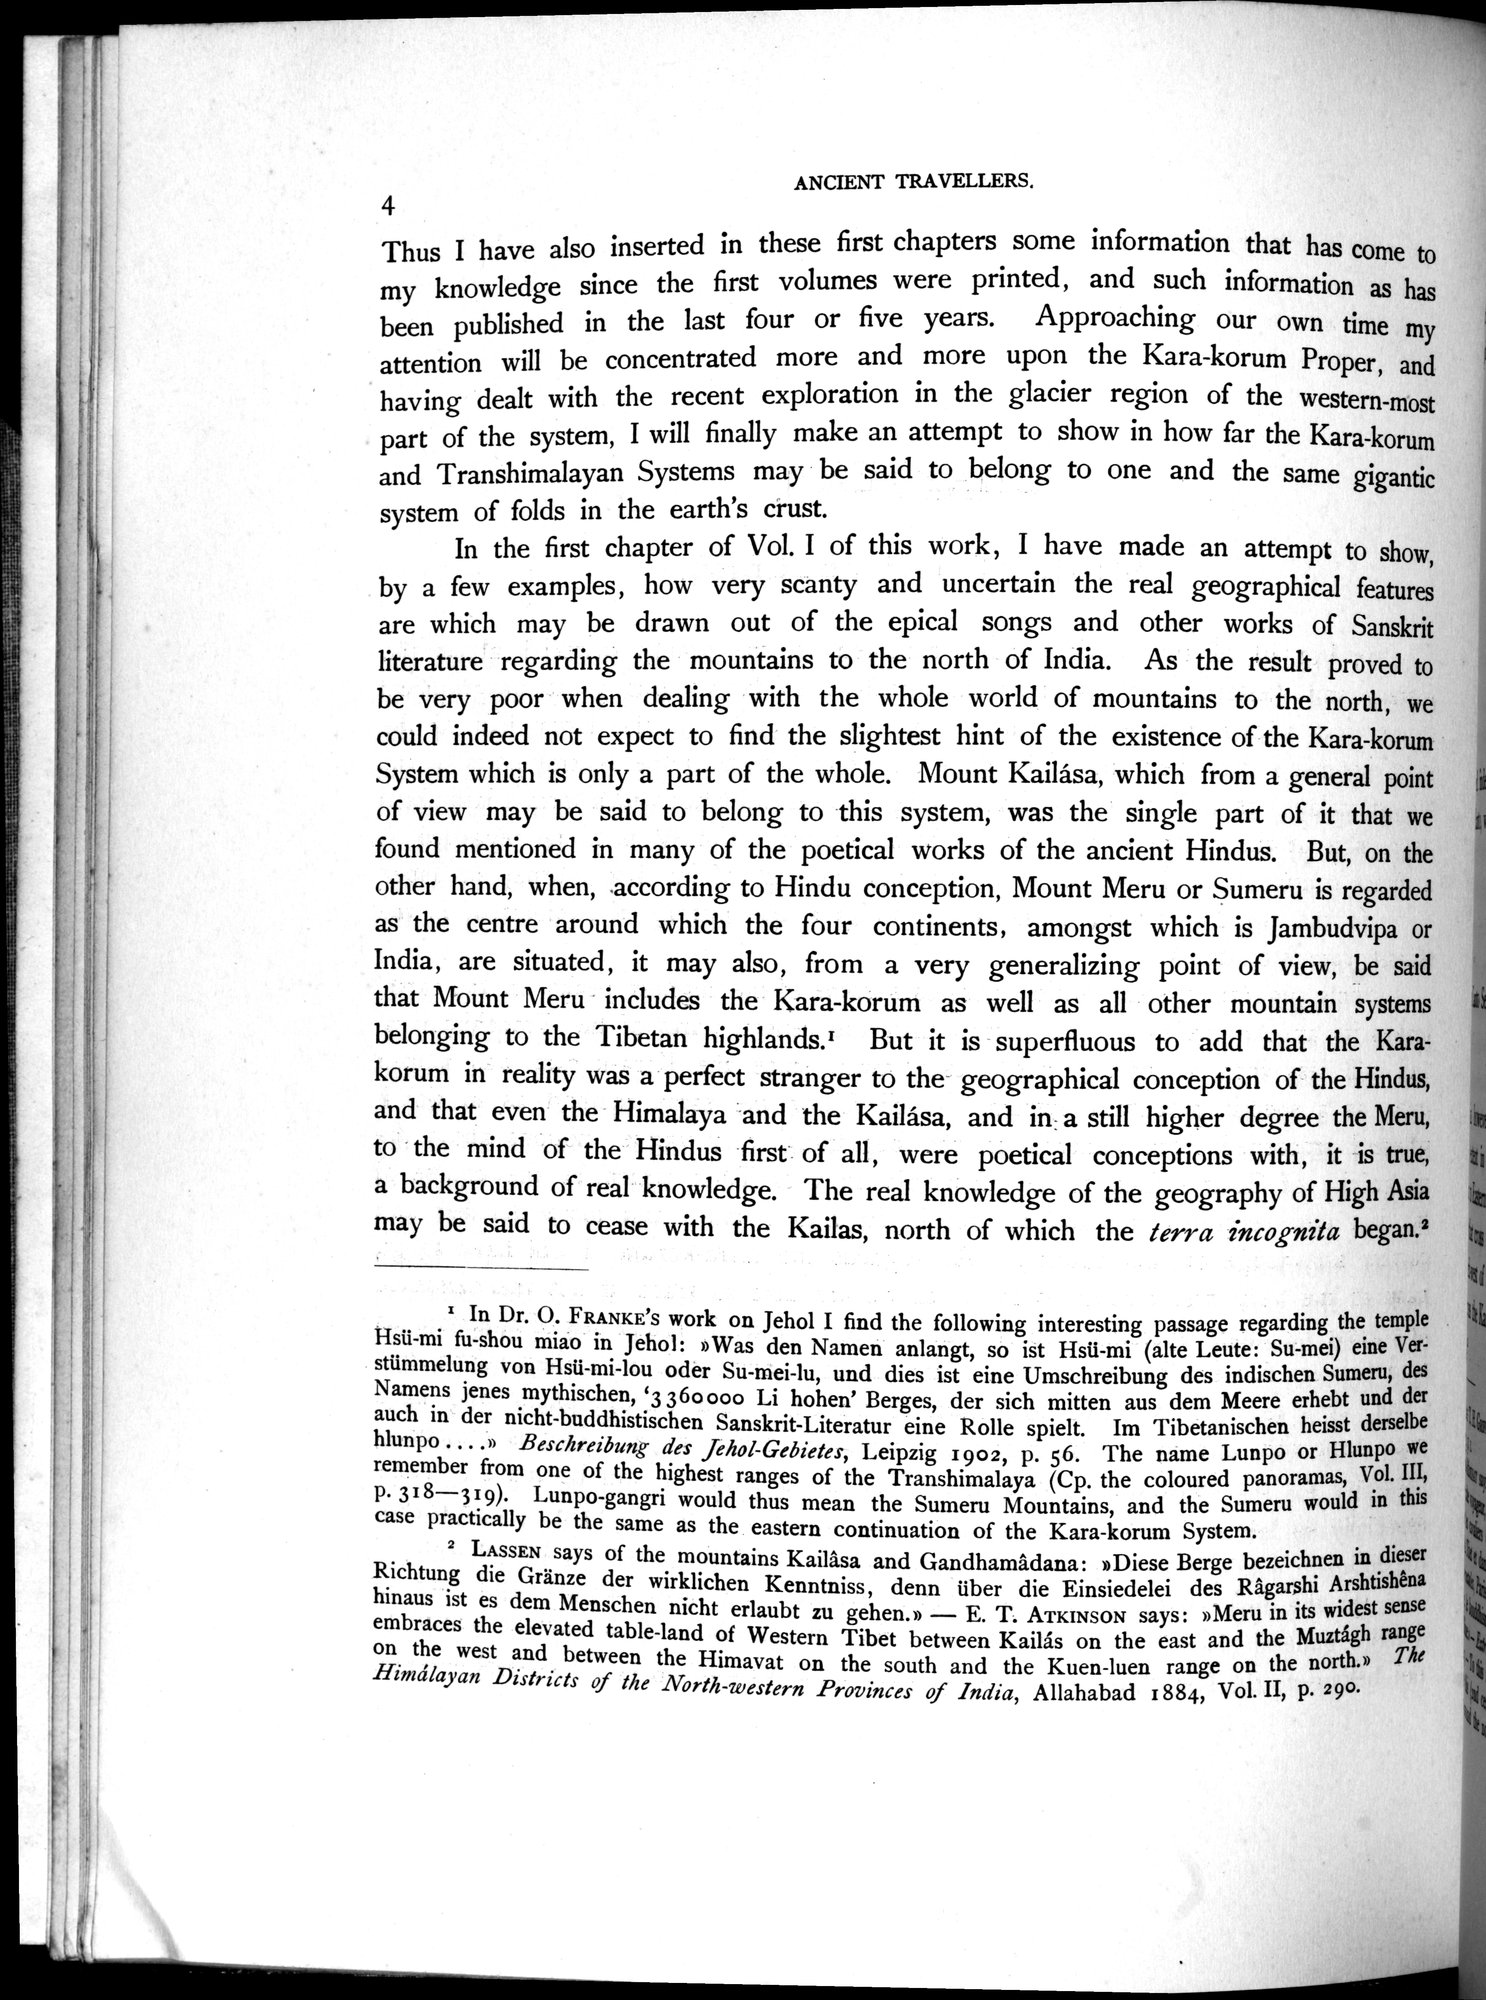 ANCIENT TRAVELLERS.
4
Thus I have also inserted in these first chapters some information that has come to
my knowledge since the first volumes were printed, and such information as has
been published in the last four or five years. Approaching our own time my
attention will be concentrated more and more upon the Kara-korum Proper, and
having dealt with the recent exploration in the glacier region of the western-most
part of the system, I will finally make an attempt to show in how far the Kara-korum
and Transhimalayan Systems may be said to belong to one and the same gigantic
system of folds in the earth's crust.
In the first chapter of Vol. I of this work, I have made an attempt to show,
by a few examples, how very scanty and uncertain the real geographical features
are which may be drawn out of the epical songs and other works of Sanskrit
literature regarding the mountains to the north of India. As the result proved to
be very poor when dealing with the whole world of mountains to the north, we
could indeed not expect to find the slightest hint of the existence of the Kara-korum
System which is only a part of the whole. Mount Kailása, which from a general point
of view may be said to belong to this system, was the single part of it that we
found mentioned in many of the poetical works of the ancient Hindus. But, on the
other hand, when, according to Hindu conception, Mount Meru or Sumeru is regarded
as the centre around which the four continents, amongst which is Jambudvipa or
India, are situated, it may also, from a very generalizing point of view, be said
that Mount Meru includes the Kara-korum as well as all other mountain systems
belonging to the Tibetan highlands.¹ But it is superfluous to add that the Kara-
korum in reality was a perfect stranger to the geographical conception of the Hindus,
and that even the Himalaya and the Kailása, and in a still higher degree the Meru,
to the mind of the Hindus first of all, were poetical conceptions with, it is true,
a background of real knowledge. The real knowledge of the geography of High Asia
may be said to cease with the Kailas, north of which the terra incognita began.²
¹ In Dr. O. FRANKE's work on Jehol I find the following interesting passage regarding the temple
Hsü-mi fu-shou miao in Jehol: »Was den Namen anlangt, so ist Hsü-mi (alte Leute: Su-mei) eine Ver-
stümmelung von Hsü-mi-lou oder Su-mei-lu, und dies ist eine Umschreibung des indischen Sumeru, des
Namens jenes mythischen, '3 360000 Li hohen' Berges, der sich mitten aus dem Meere erhebt und der
auch in der nicht-buddhistischen Sanskrit-Literatur eine Rolle spielt. Im Tibetanischen heisst derselbe
hlunpo . . . .» Beschreibung des Jehol-Gebietes, Leipzig 1902, p. 56. The name Lunpo or Hlunpo we
remember from one of the highest ranges of the Transhimalaya (Cp. the coloured panoramas, Vol. III,
p. 318—319). Lunpo-gangri would thus mean the Sumeru Mountains, and the Sumeru would in this
case practically be the same as the eastern continuation of the Kara-korum System.
² LASSEN says of the mountains Kailâsa and Gandhamâdana: »Diese Berge bezeichnen in dieser
Richtung die Gränze der wirklichen Kenntniss, denn über die Einsiedelei des Râgarshi Arshtishêna
hinaus ist es dem Menschen nicht erlaubt zu gehen.» — E. T. ATKINSON says: »Meru in its widest sense
embraces the elevated table-land of Western Tibet between Kailás on the east and the Muztágh range
on the west and between the Himavat on the south and the Kuen-luen range on the north.» The
Himálayan Districts of the North-western Provinces of India, Allahabad 1884, Vol. II, p. 290.